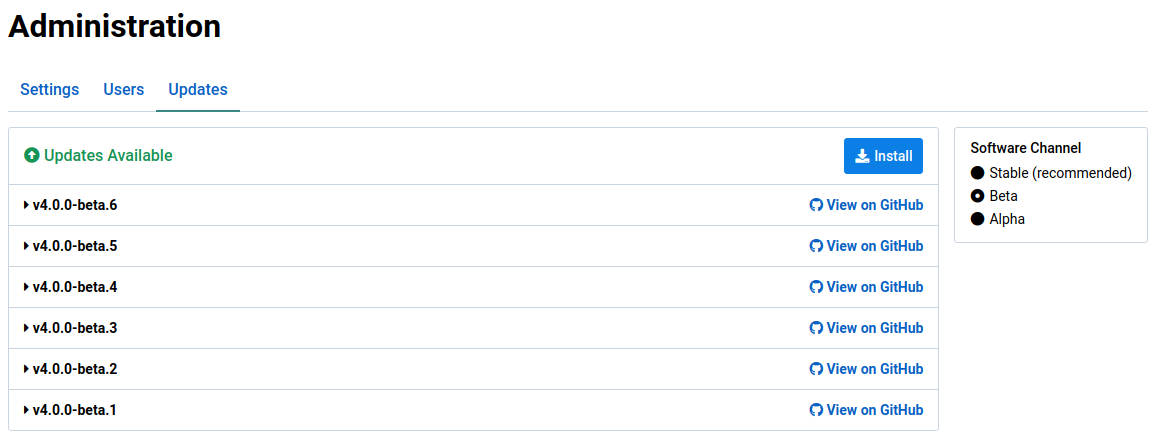 Administration
Settings Users Updates
Updates Available Install
v4.0.0-beta.6 View on GitHub
v4.0.0-beta.5 View on GitHub
v4.0.0-beta.4 View on GitHub
v4.0.0-beta.3 View on GitHub
v4.0.0-beta.2 View on GitHub
v4.0.0-beta.1 View on GitHub
Software Channel
Stable (recommended)
Beta
Alpha